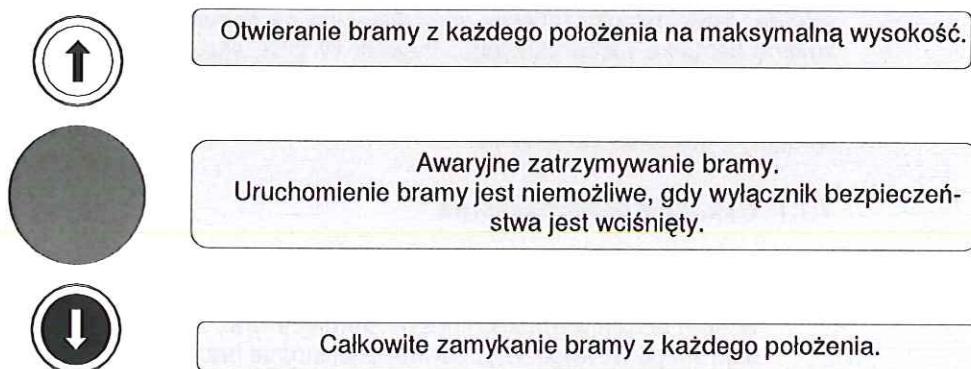 Otwieranie bramy z każdego położenia na maksymalną wysokość.
Awaryjne zatrzymywanie bramy.
Uruchomienie bramy jest niemożliwe, gdy wyłącznik bezpieczeń-
stwa jest wciśnięty.
Całkowite zamykanie bramy z każdego położenia.